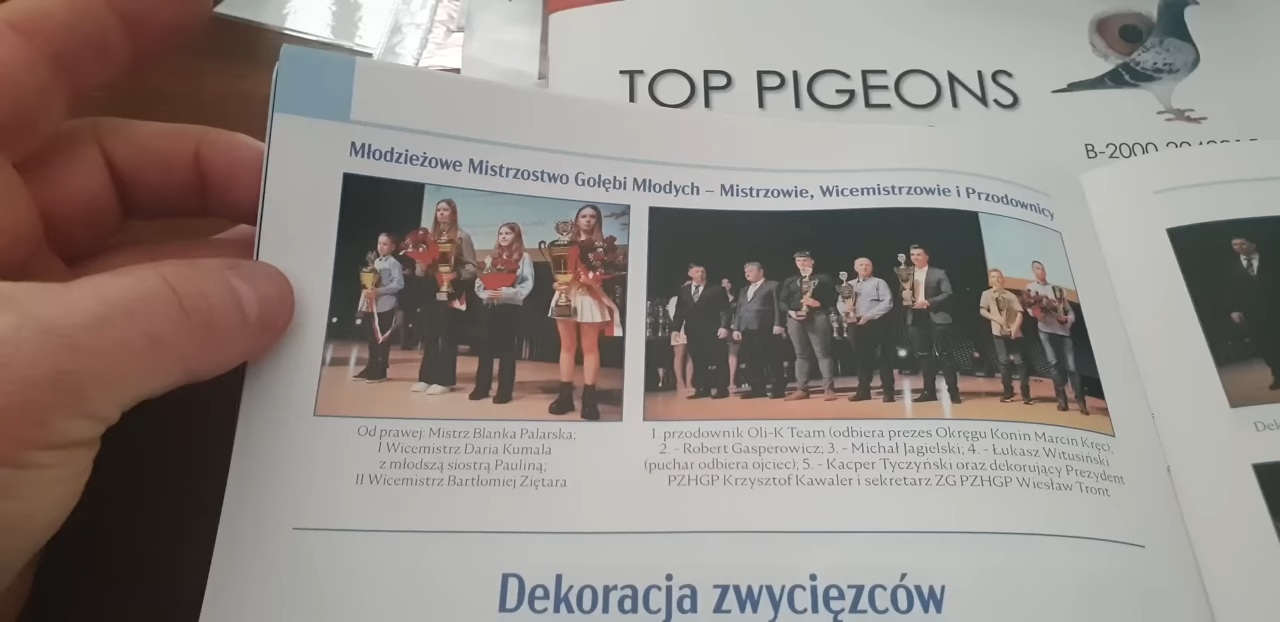 TOP PIGEONS
Młodzieżowe Mistrzostwo Gołębi Młodych – Mistrzowie, Wicemistrzowie i Przodownicy
Od prawej: Mistrz Blanka Palarska;
I Wicemistrz Daria Kumala
z młodszą siostrą Pauliną;
II Wicemistrz Bartłomiej Ziętara
1. przodownik Oli-K Team (odbiera prezes Okręgu Konin Marcin Kręc),
2. - Robert Gasperowicz; 3. - Michał Jagielski; 4. - Łukasz Witusiński
(puchar odbiera ojciec), 5. - Kacper Tyczyński oraz dekorujący Prezydent
PZHGP Krzysztof Kawaler i sekretarz ZG PZHGP Wiesław Tront
Dekoracja zwycięzców
B-2000